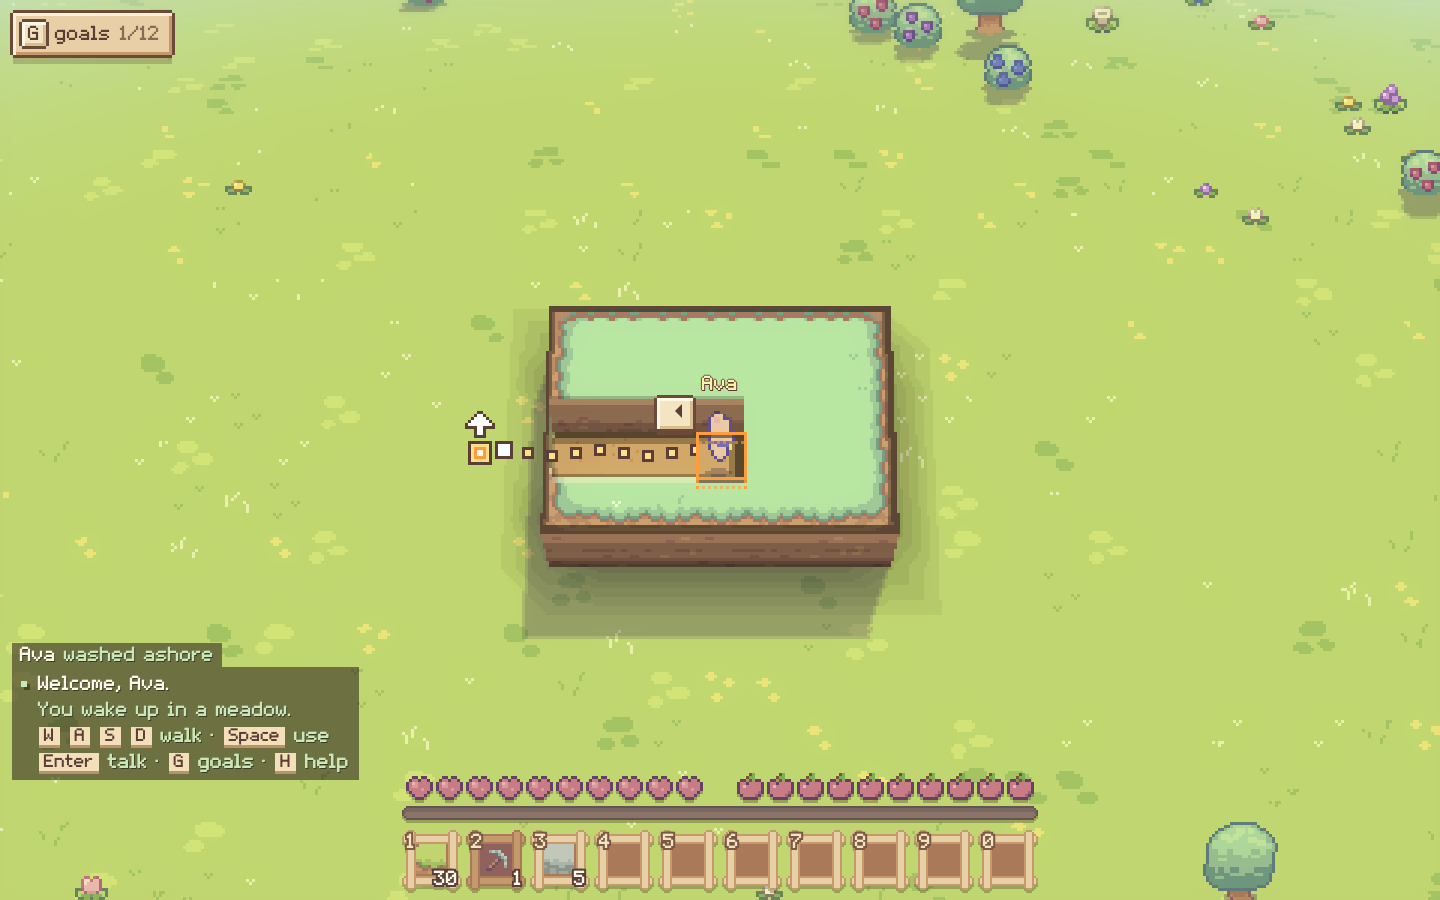 G goals 1/12
Ava
Ava washed ashore
Welcome, Ava.
You wake up in a meadow.
W A S D walk · Space use
Enter talk · G goals · H help
1 2 3 4 5 6 7 8 9 0
30 1 5